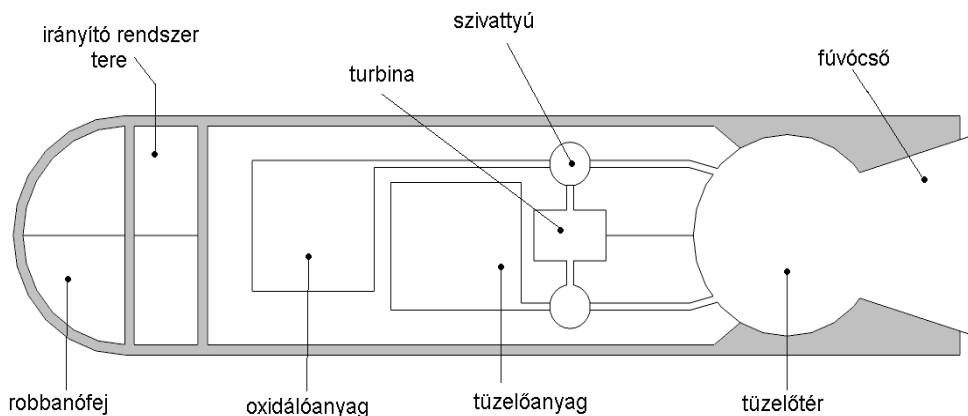 szivattyú
irányító rendszer
tere
fúvócső
turbina
robbanófej
oxidálóanyag
tüzelőanyag
tüzelőtér